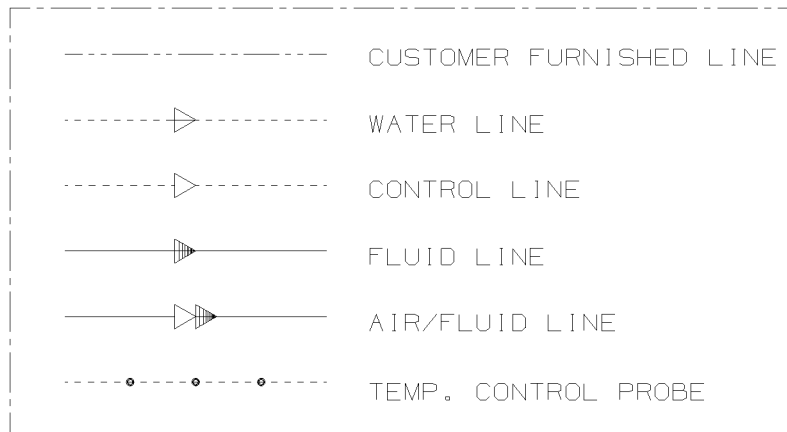 CUSTOMER FURNISHED LINE
WATER LINE
CONTROL LINE
FLUID LINE
AIR/FLUID LINE
TEMP. CONTROL PROBE